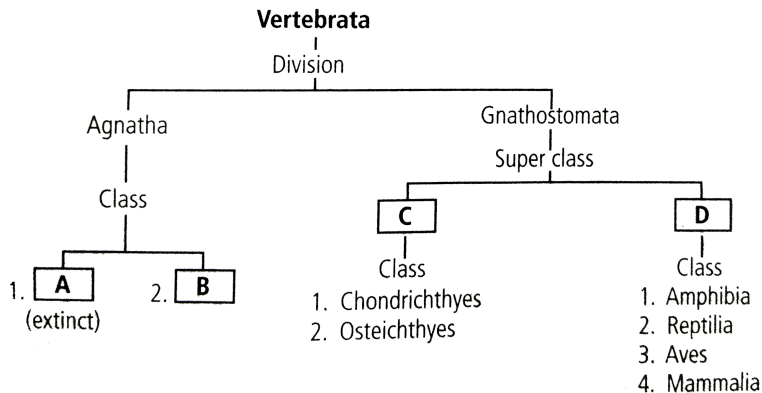 Vertebrata
Division
Agnatha
Gnathostomata
Super class
Class
C
D
Class
Class
1. A
2. B
(extinct)
1. Chondrichthyes
2. Osteichthyes
1. Amphibia
2. Reptilia
3. Aves
4. Mammalia